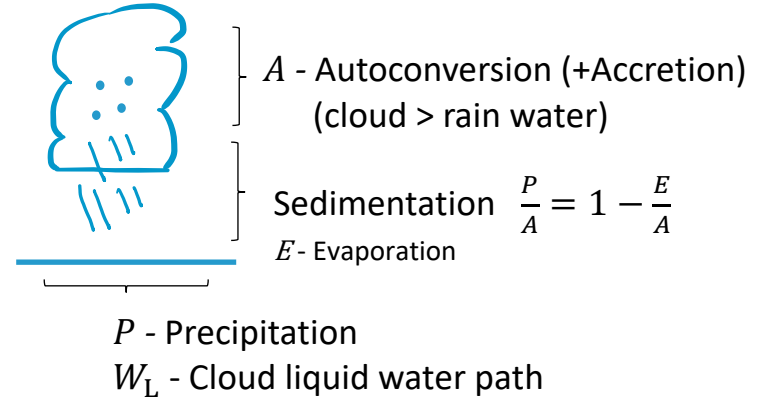 A - Autoconversion (+Accretion)
(cloud > rain water)
Sedimentation P/A = 1 − E/A
E - Evaporation
P - Precipitation
W_L - Cloud liquid water path